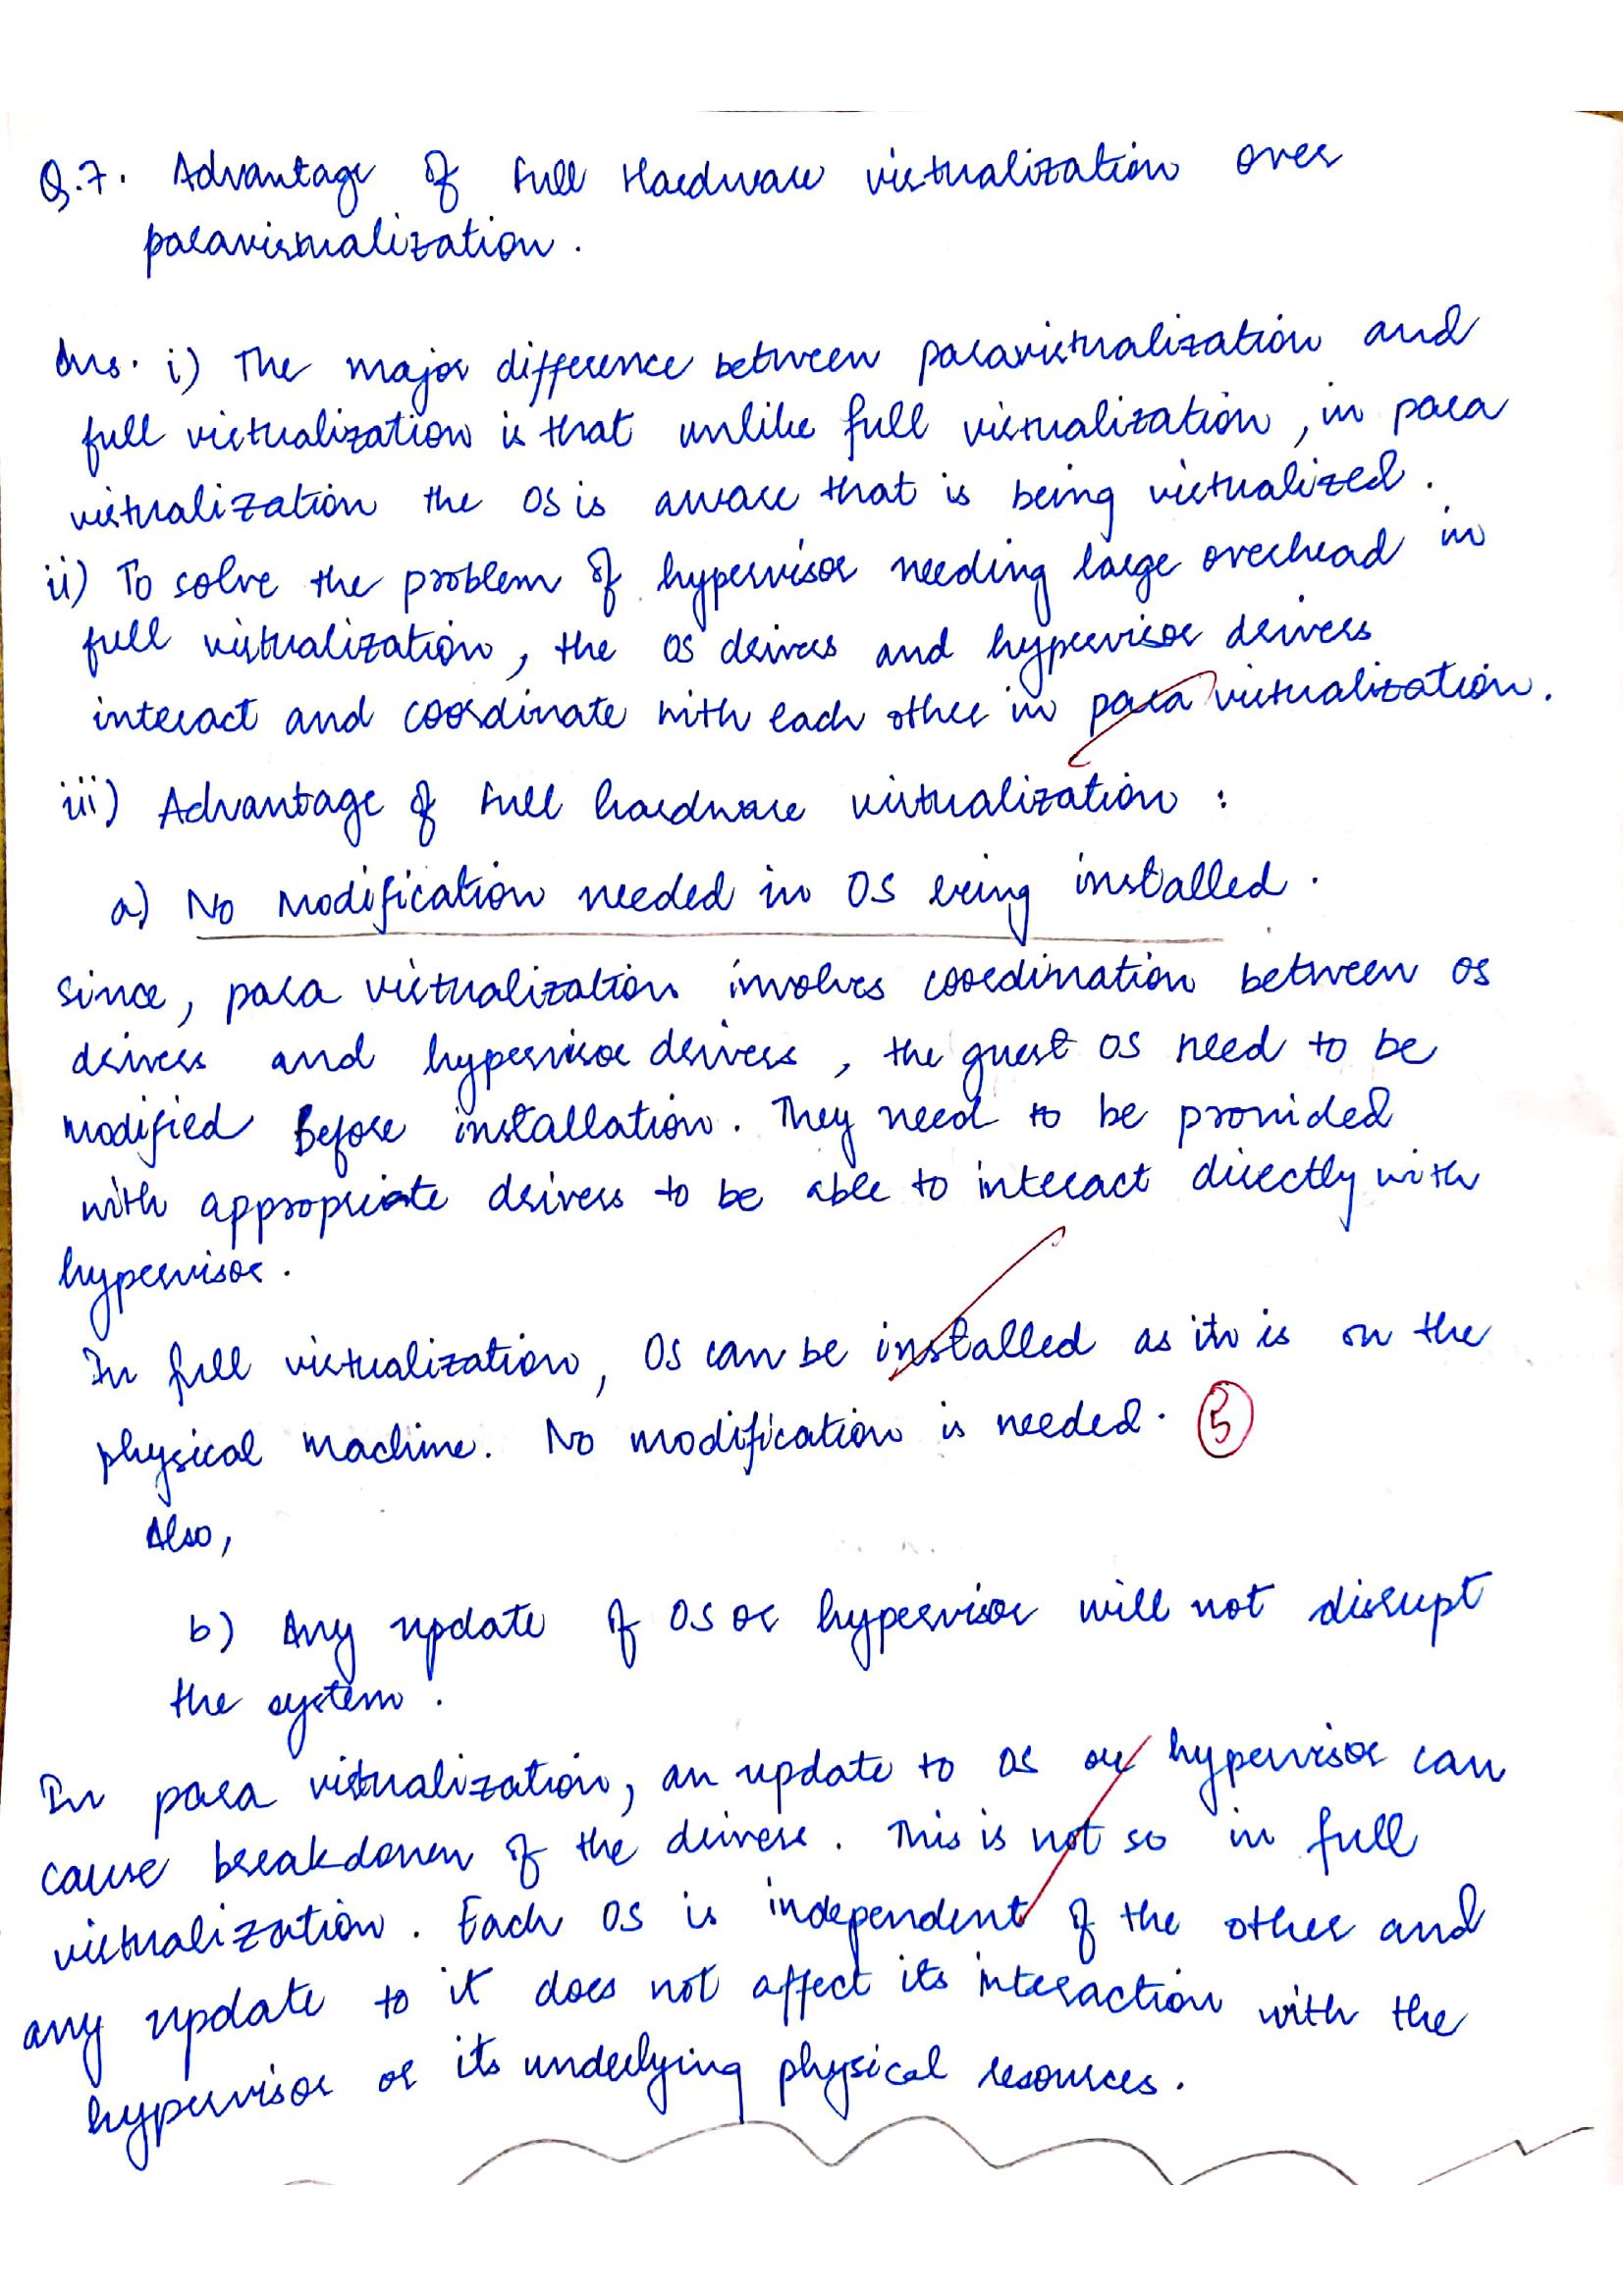 Q.7. Advantage of Full Hardware virtualization over
paravirtualization.
Ans. i) The major difference between paravirtualization and
full virtualization is that unlike full virtualization, in para
virtualization the OS is aware that is being virtualized.
ii) To solve the problem of hypervisor needing large overhead in
full virtualization, the OS drivers and hypervisor drivers
interact and coordinate with each other in para virtualization.
iii) Advantage of Full hardware virtualization :
a) No Modification needed in OS being installed.
Since, para virtualization involves coordination between OS
drivers and hypervisor drivers, the guest OS need to be
modified Before installation. They need to be provided
with appropriate drivers to be able to interact directly with
hypervisor.
In full virtualization, OS can be installed as it is on the
physical machine. No modification is needed. 5
Also,
b) Any update of OS or hypervisor will not disrupt
the system.
In para virtualization, an update to OS or hypervisor can
cause breakdown of the drivers. This is not so in full
virtualization. Each OS is independent of the other and
any update to it does not affect its interaction with the
hypervisor or its underlying physical resources.